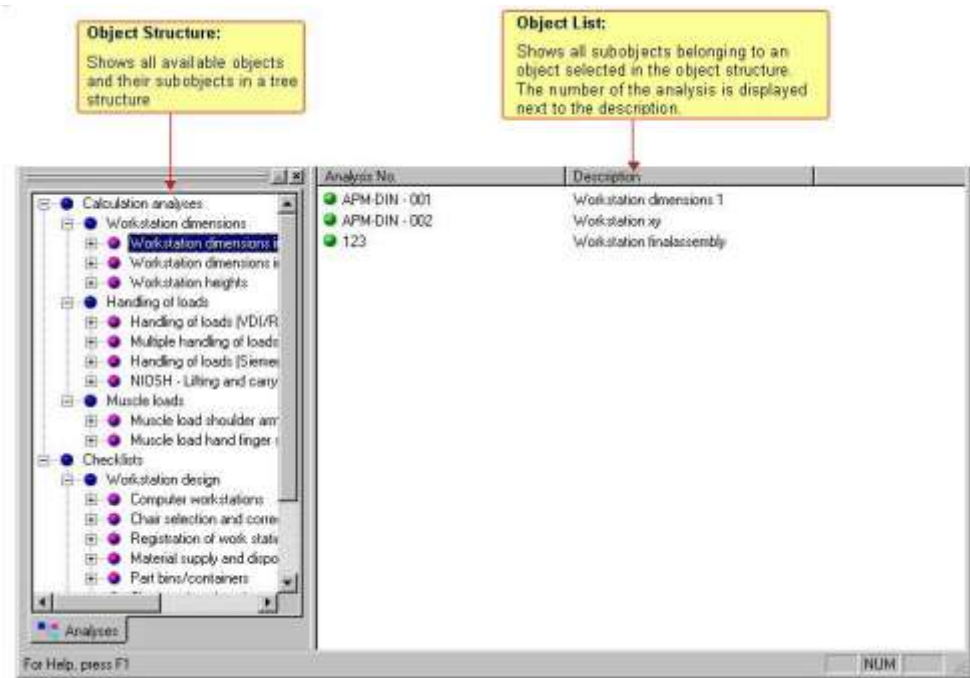 Object Structure:
Shows all available objects
and their subobjects in a tree
structure
Object List:
Shows all subobjects belonging to an
object selected in the object structure.
The number of the analysis is displayed
next to the description.
Analysis No.
Description
Calculation analyses
Workstation dimensions
Workstation dimensions i
Workstation dimensions i
Workstation heights
Handling of loads
Handling of loads (VDI/R
Multiple handling of loads
Handling of loads (Siemen
NIOSH - Lifting and carry
Muscle loads
Muscle load shoulder arm
Muscle load hand finger
Checklists
Workstation design
Computer workstations
Chair selection and corre
Registration of work stati
Material supply and dispo
Part bins/containers
APM-DIN - 001 Workstation dimensions 1
APM-DIN - 002 Workstation xy
123 Workstation finalassembly
Analyses
For Help, press F1
NUM